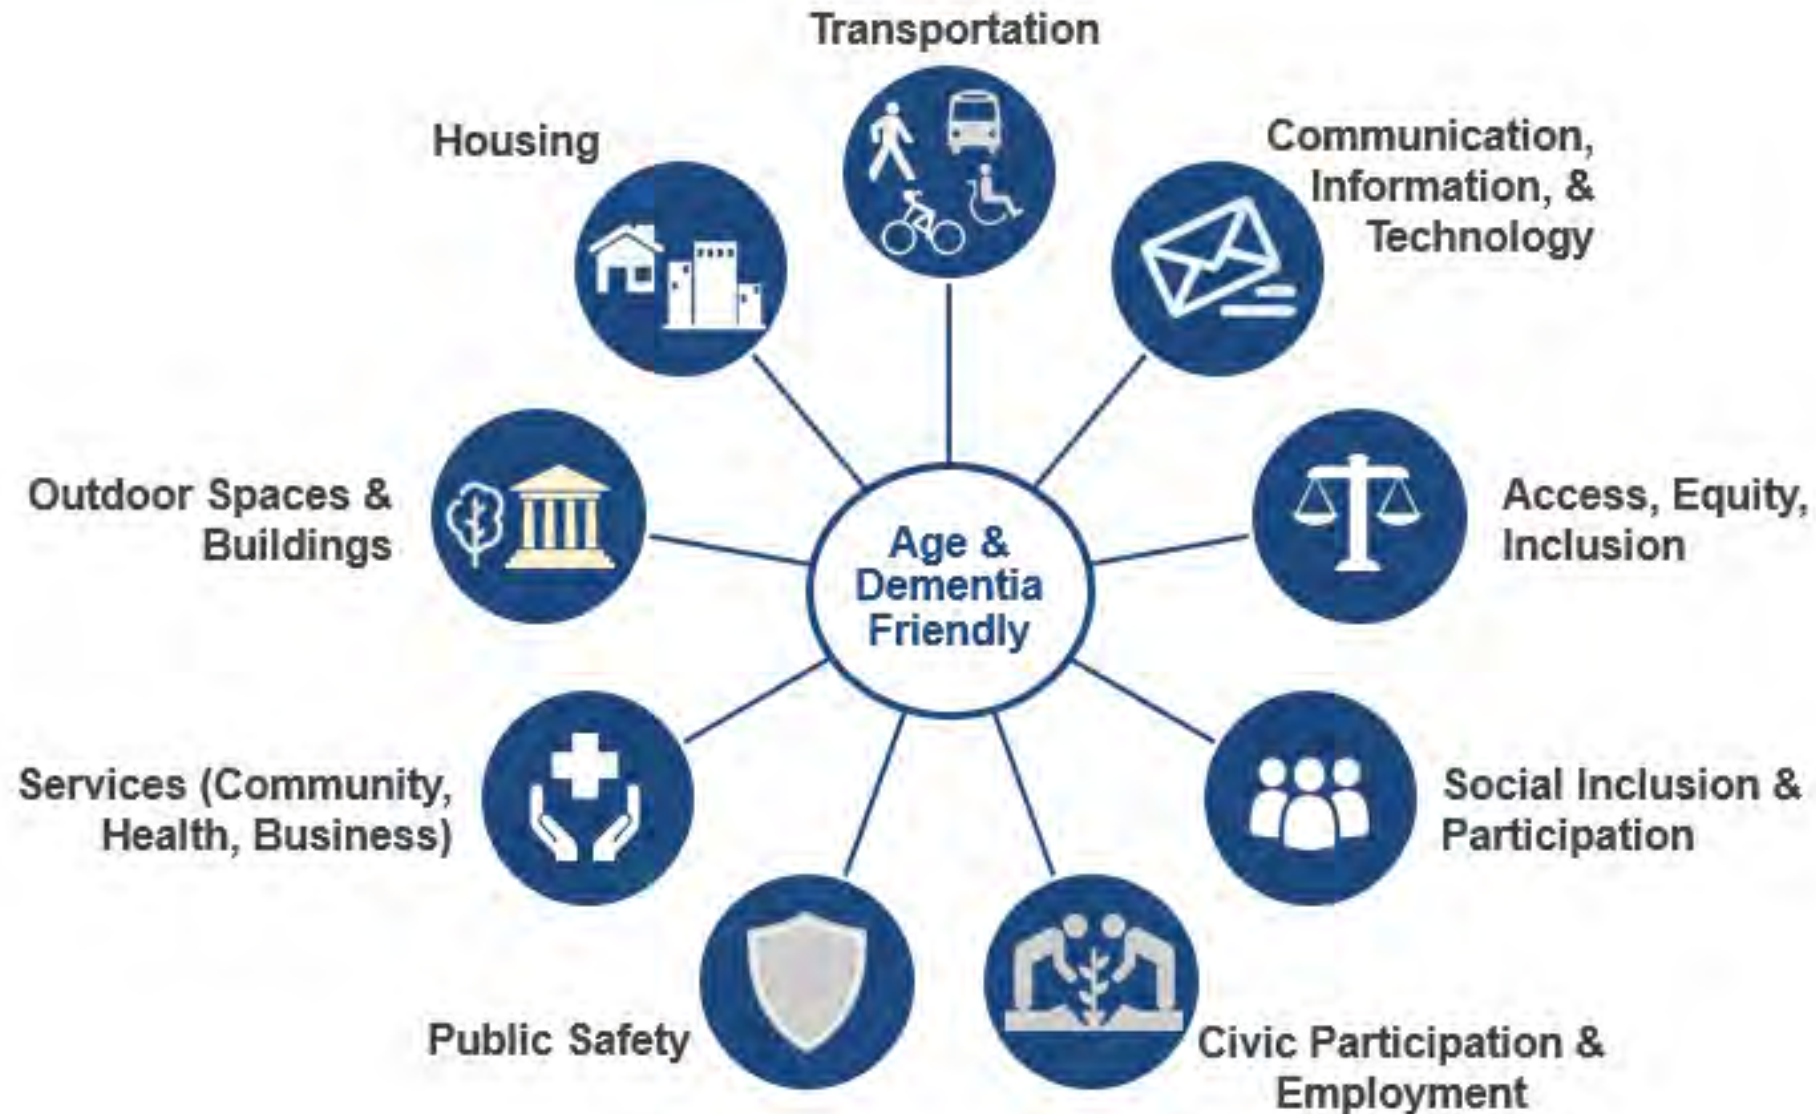 Transportation
Housing
Communication,
Information, &
Technology
Outdoor Spaces &
Buildings
Age &
Dementia
Friendly
Access, Equity,
Inclusion
Services (Community,
Health, Business)
Social Inclusion &
Participation
Public Safety
Civic Participation &
Employment